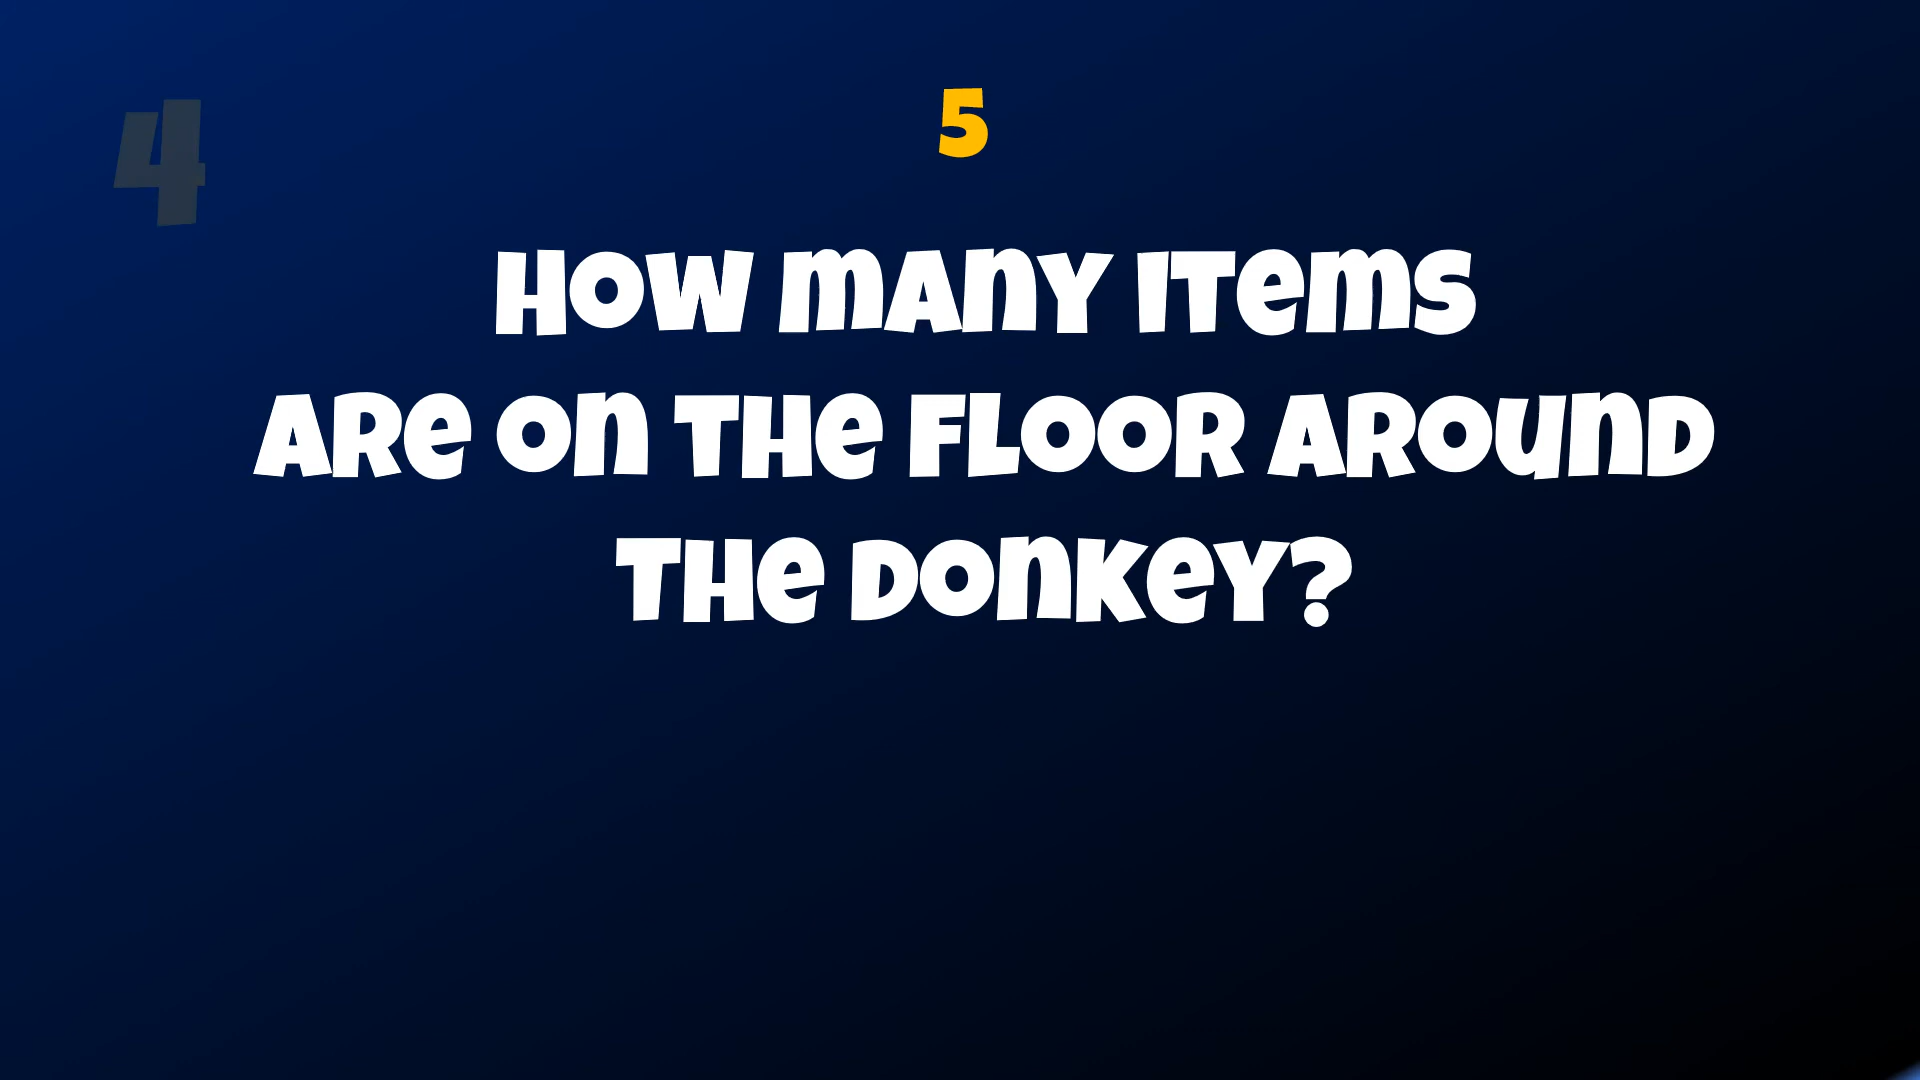 4
5
HOW MANY ITEMS
ARE ON THE FLOOR AROUND
THE DONKEY?